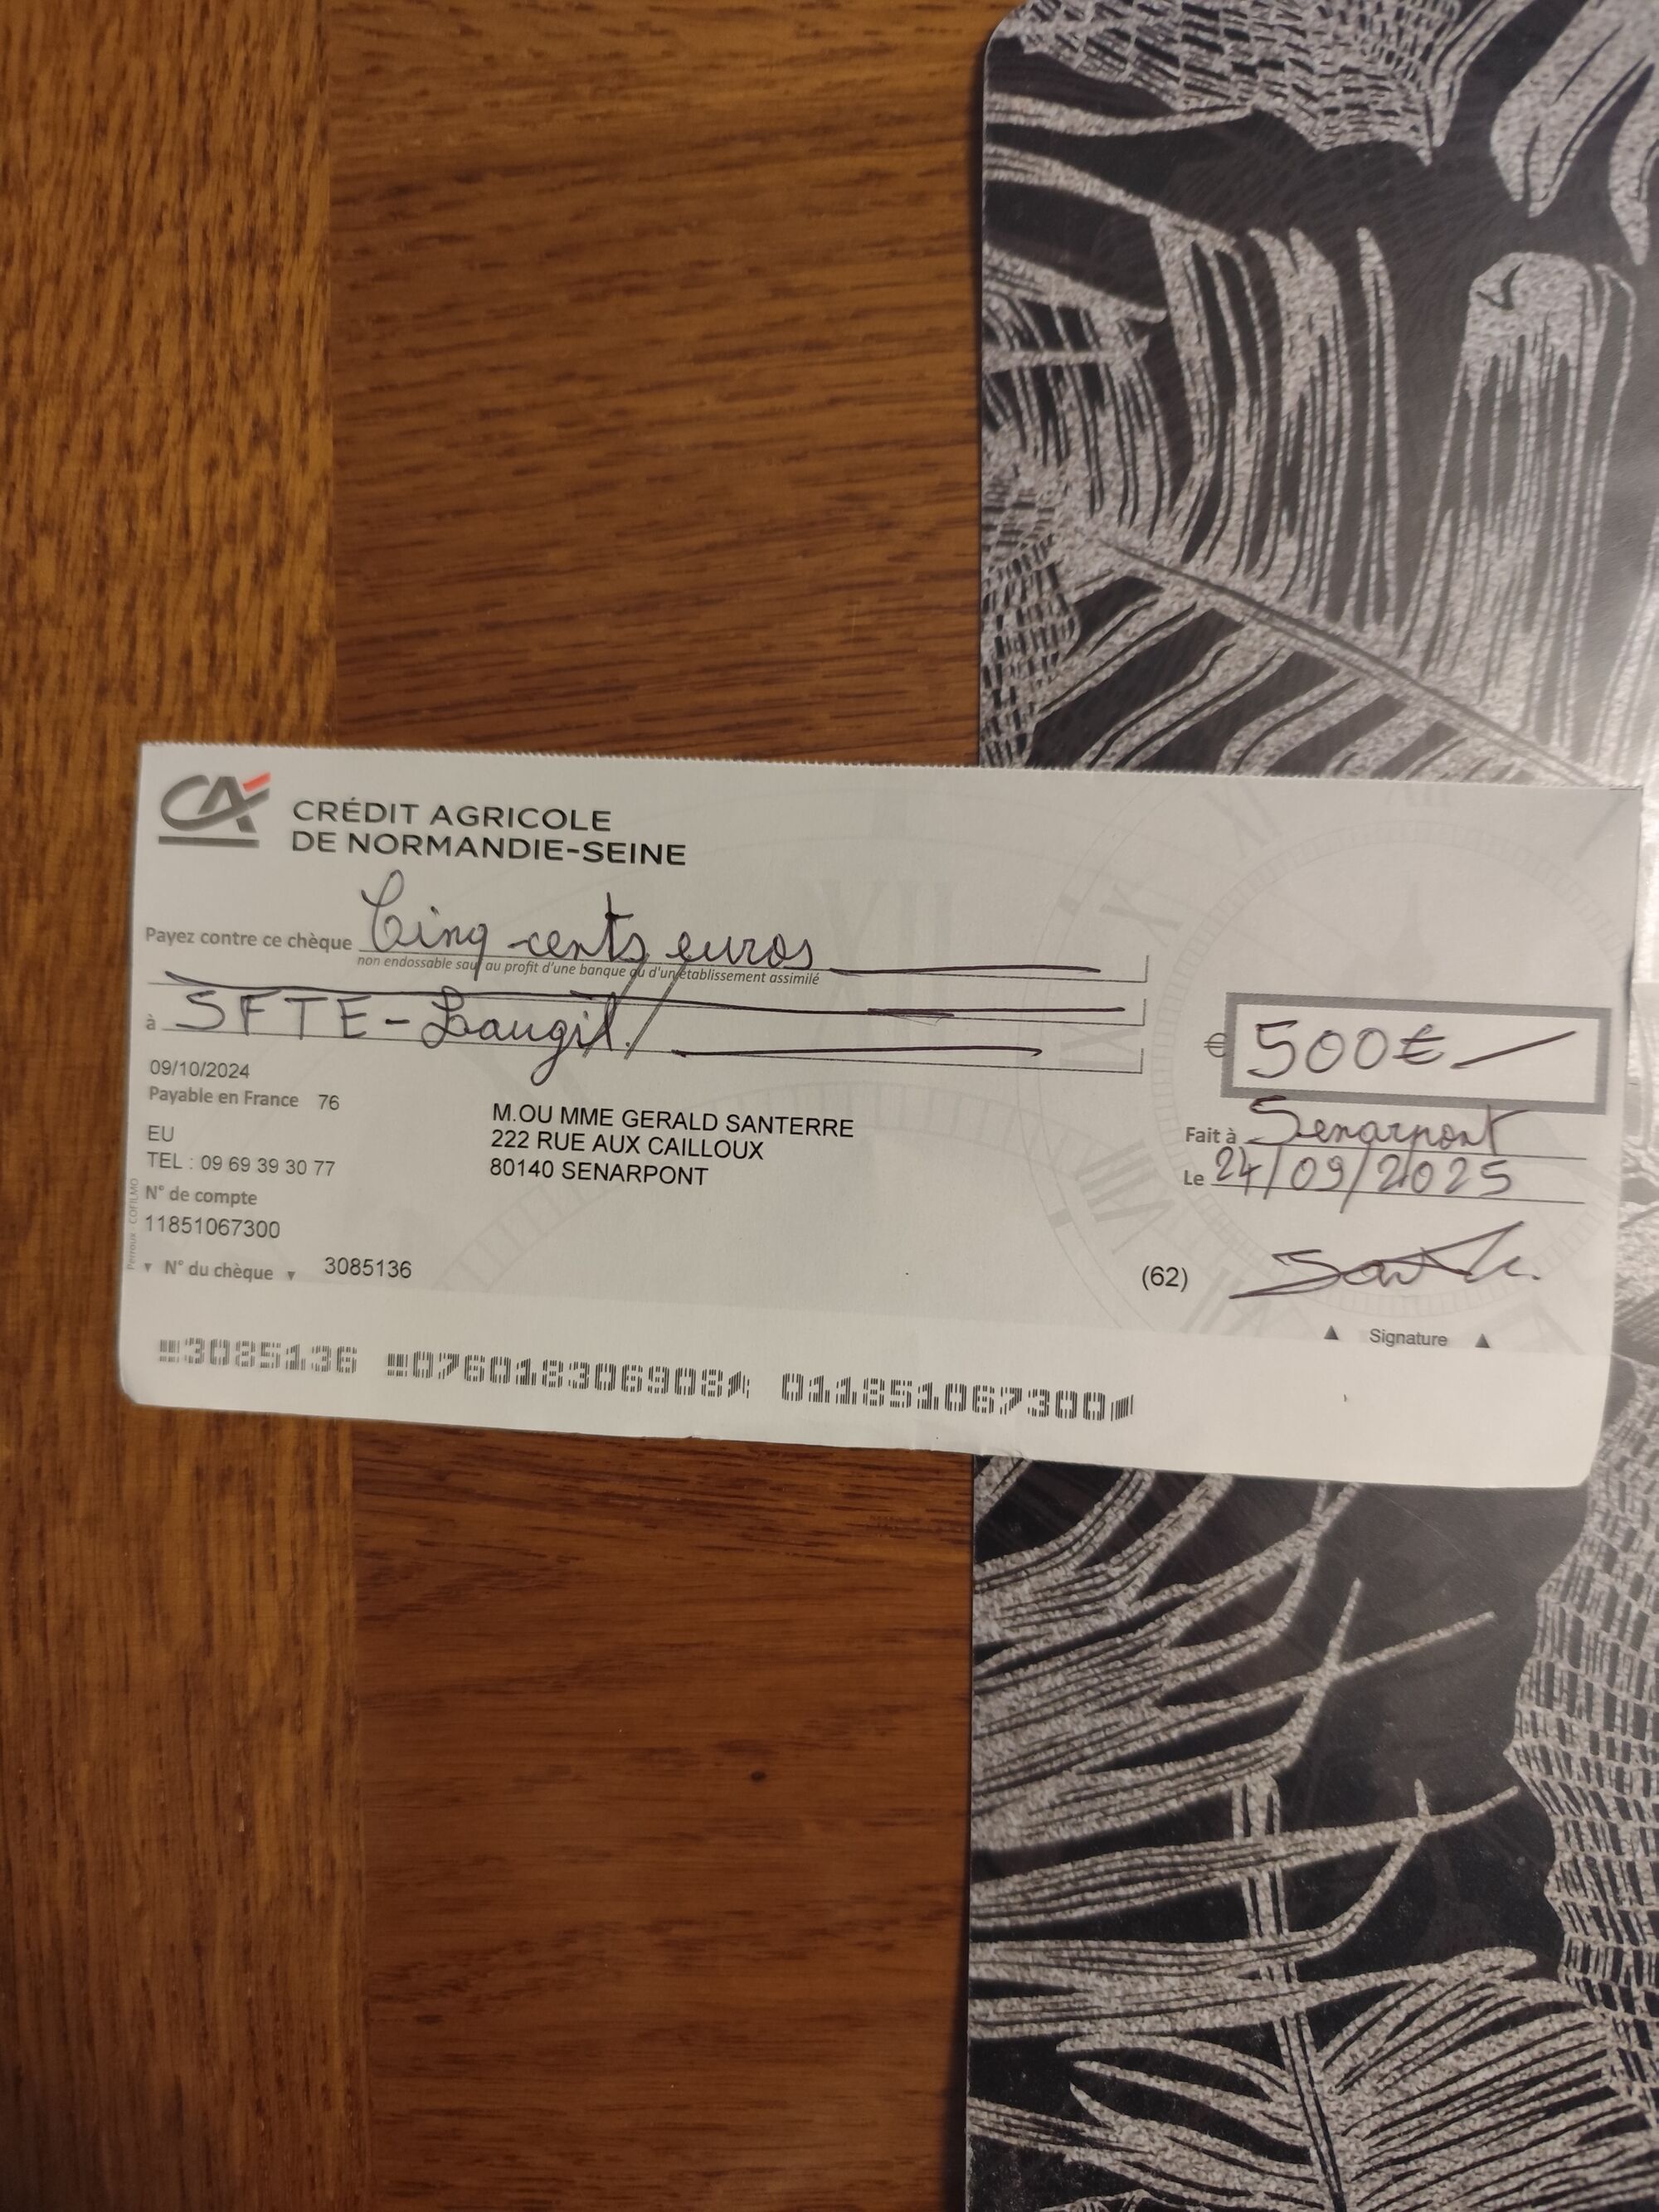 CA
CRÉDIT AGRICOLE
DE NORMANDIE-SEINE
Payez contre ce chèque Cinq cents euros
non endossable sauf au profit d'une banque ou d'un établissement assimilé
à SFTE-Laugil
€ 500€
09/10/2024
Payable en France 76
EU
TEL : 09 69 39 30 77
M.OU MME GERALD SANTERRE
222 RUE AUX CAILLOUX
80140 SENARPONT
Fait à Senarpont
Le 24/09/2025
N° de compte
11851067300
N° du chèque 3085136
(62)
Signature
3085136 076018306908 011851067300